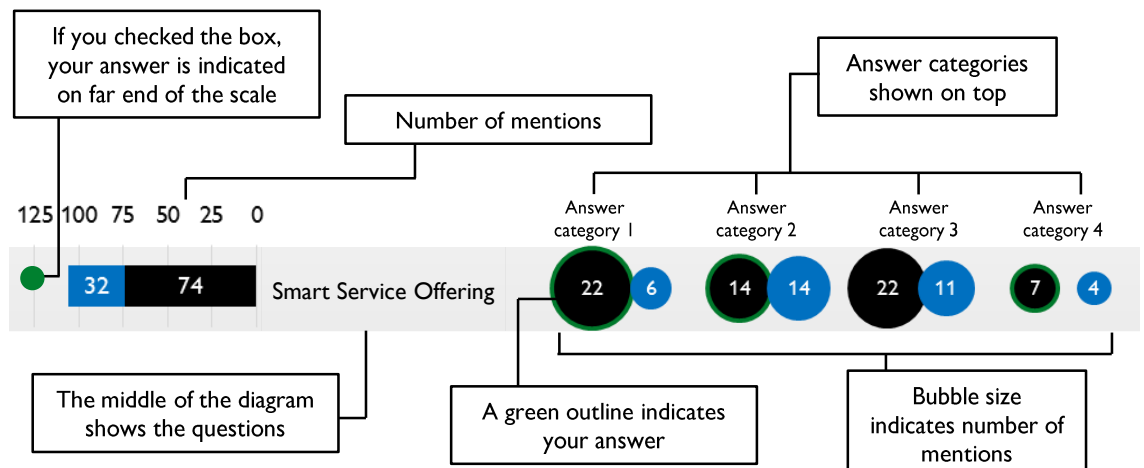 If you checked the box,
your answer is indicated
on far end of the scale
Number of mentions
Answer categories
shown on top
125 100 75 50 25 0
Answer
category 1
Answer
category 2
Answer
category 3
Answer
category 4
32 74
Smart Service Offering
22 6 14 14 22 11 7 4
The middle of the diagram
shows the questions
A green outline indicates
your answer
Bubble size
indicates number of
mentions